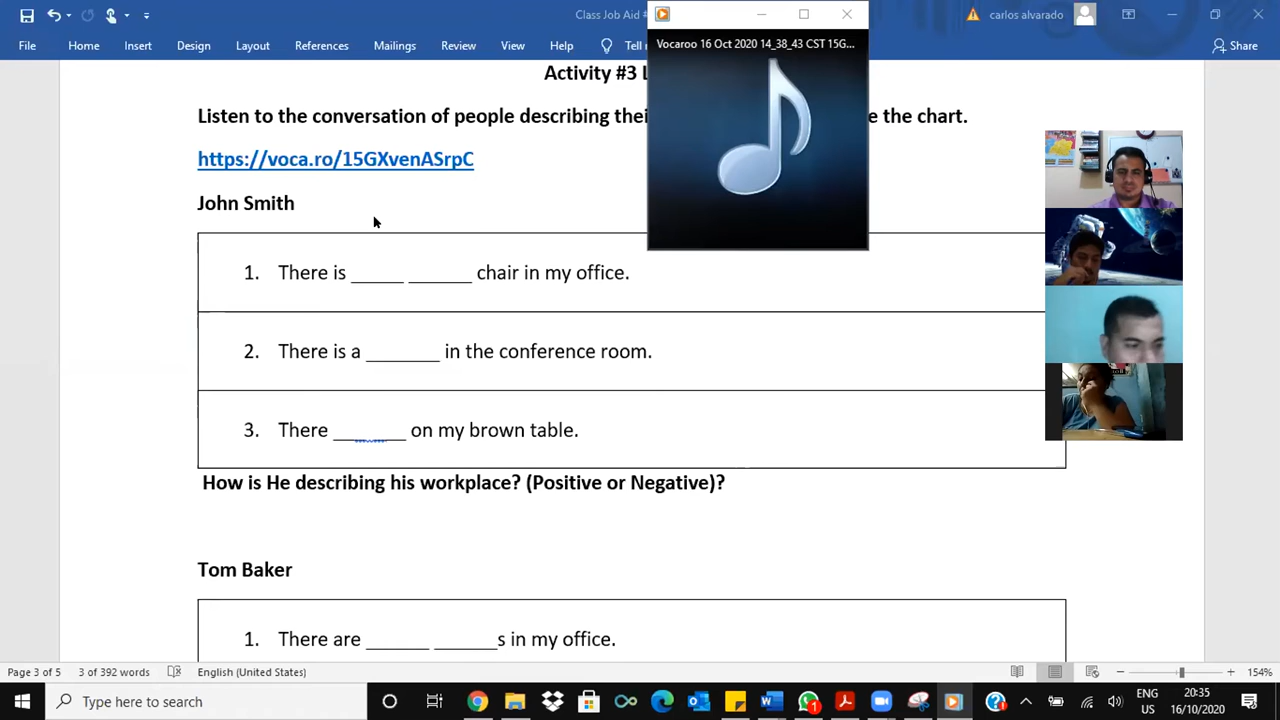 Class Job Aid
carlos alvarado
File Home Insert Design Layout References Mailings Review View Help Tell Share
Vocaroo 16 Oct 2020 14_38_43 CST 15G...
Activity #3 L
Listen to the conversation of people describing thei e the chart.
https://voca.ro/15GXvenASrpC
John Smith
1. There is _____ ______ chair in my office.
2. There is a _______ in the conference room.
3. There _______ on my brown table.
How is He describing his workplace? (Positive or Negative)?
Tom Baker
1. There are ______ ______s in my office.
Page 3 of 5 3 of 392 words English (United States) 154%
Type here to search
ENG 20:35
US 16/10/2020